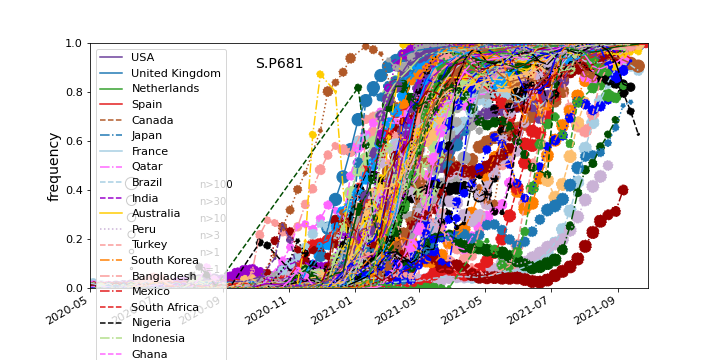 S.P681
frequency
1.0
0.8
0.6
0.4
0.2
0.0
2020-05
2020-09
2020-11
2021-01
2021-03
2021-05
2021-07
2021-09
USA
United Kingdom
Netherlands
Spain
Canada
Japan
France
Qatar
Brazil
India
Australia
Peru
Turkey
South Korea
Bangladesh
Mexico
South Africa
Nigeria
Indonesia
Ghana
n>30
n>10
n>3
n>1